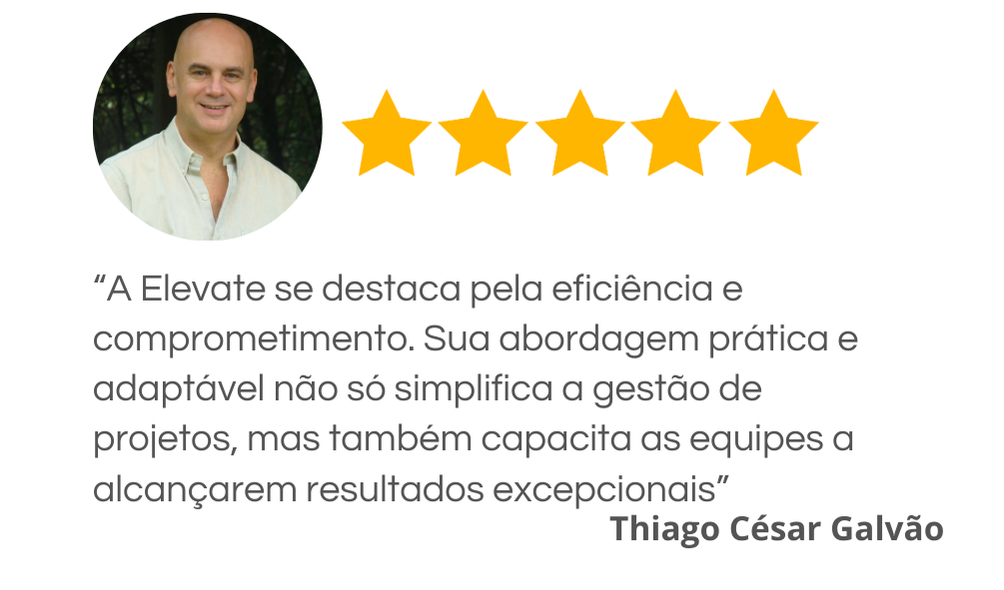 “A Elevate se destaca pela eficiência e
comprometimento. Sua abordagem prática e
adaptável não só simplifica a gestão de
projetos, mas também capacita as equipes a
alcançarem resultados excepcionais”
Thiago César Galvão